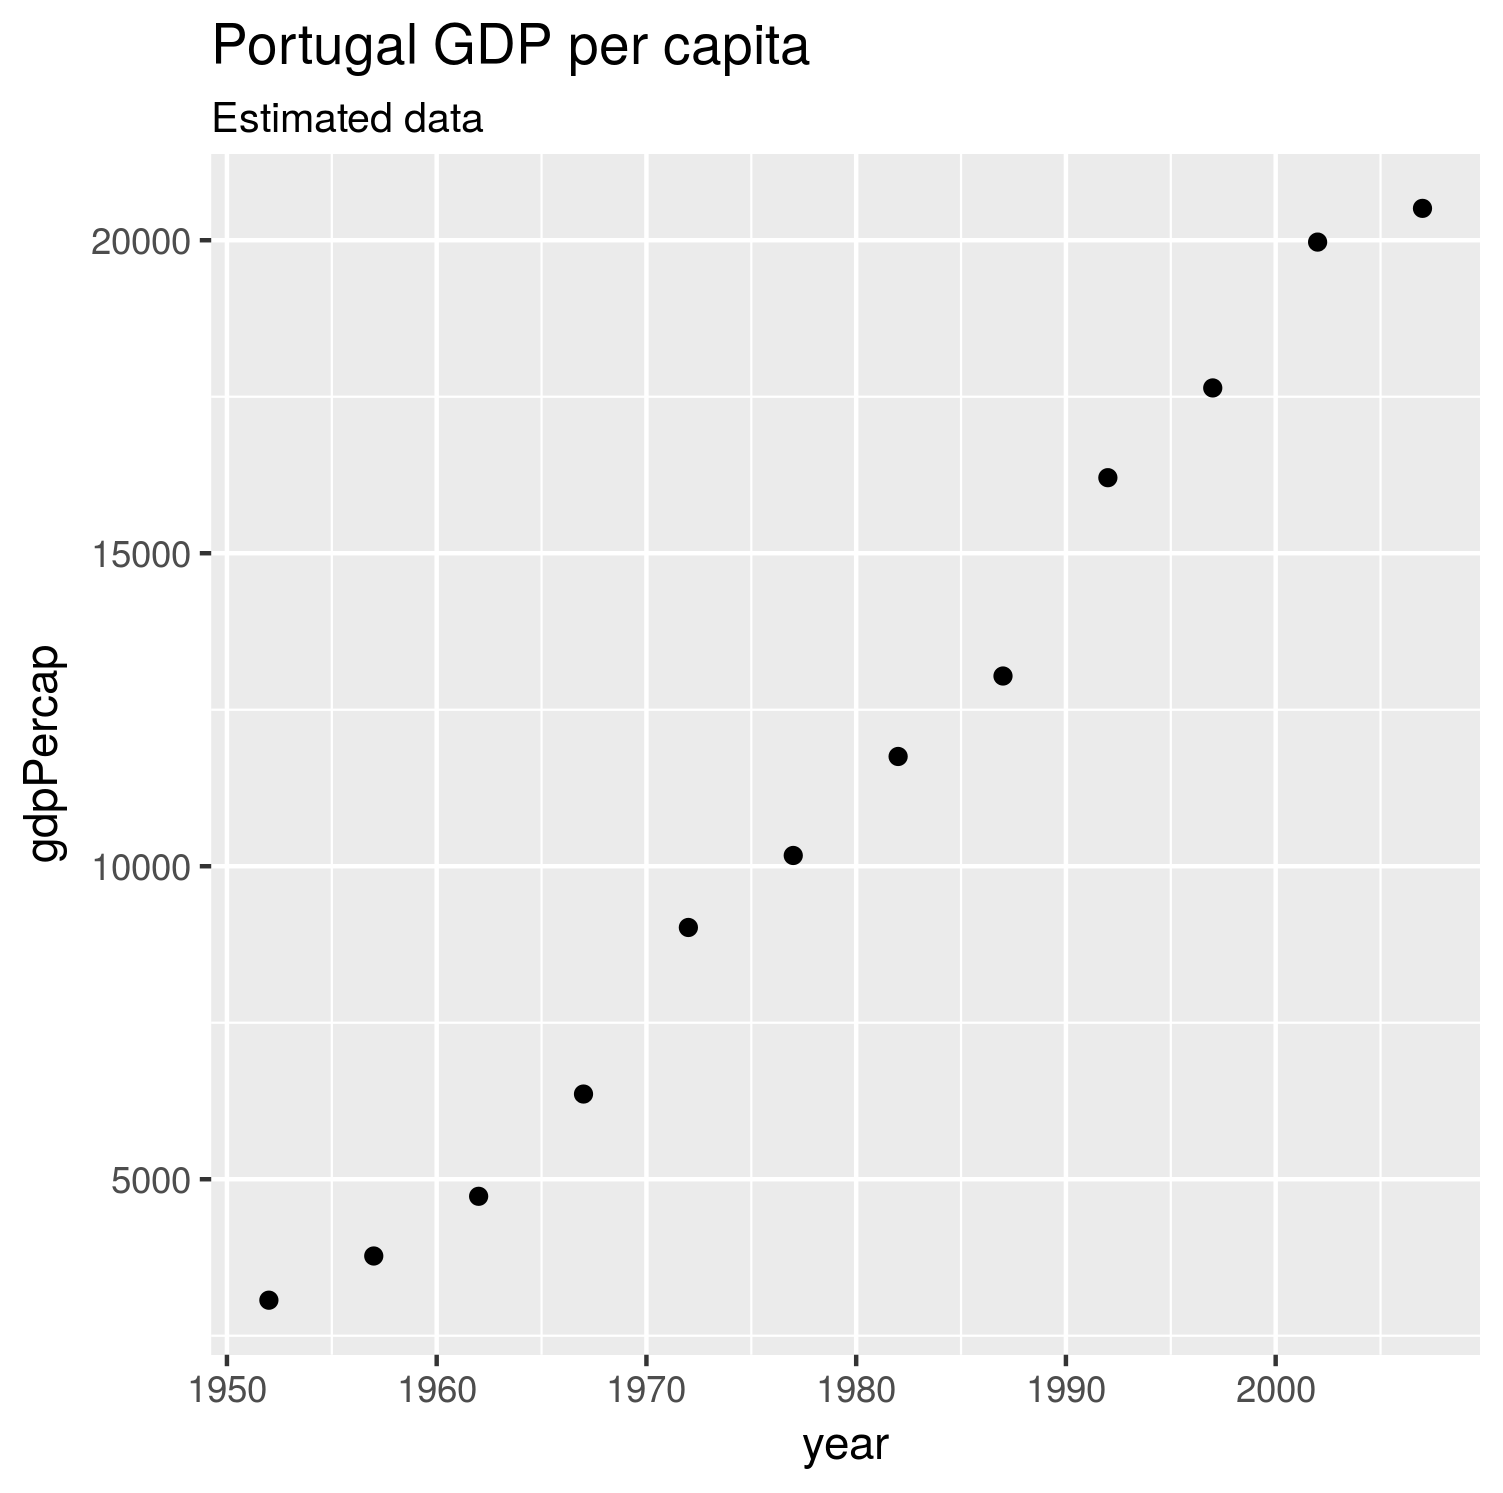 Portugal GDP per capita
Estimated data
20000
15000
10000
5000
gdpPercap
1950 1960 1970 1980 1990 2000
year